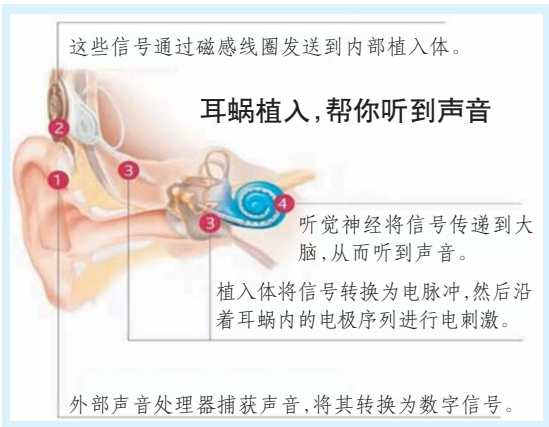 这些信号通过磁感线圈发送到内部植入体。
耳蜗植入,帮你听到声音
2
3
1
4
3
听觉神经将信号传递到大
脑,从而听到声音。
植入体将信号转换为电脉冲,然后沿
着耳蜗内的电极序列进行电刺激。
外部声音处理器捕获声音,将其转换为数字信号。